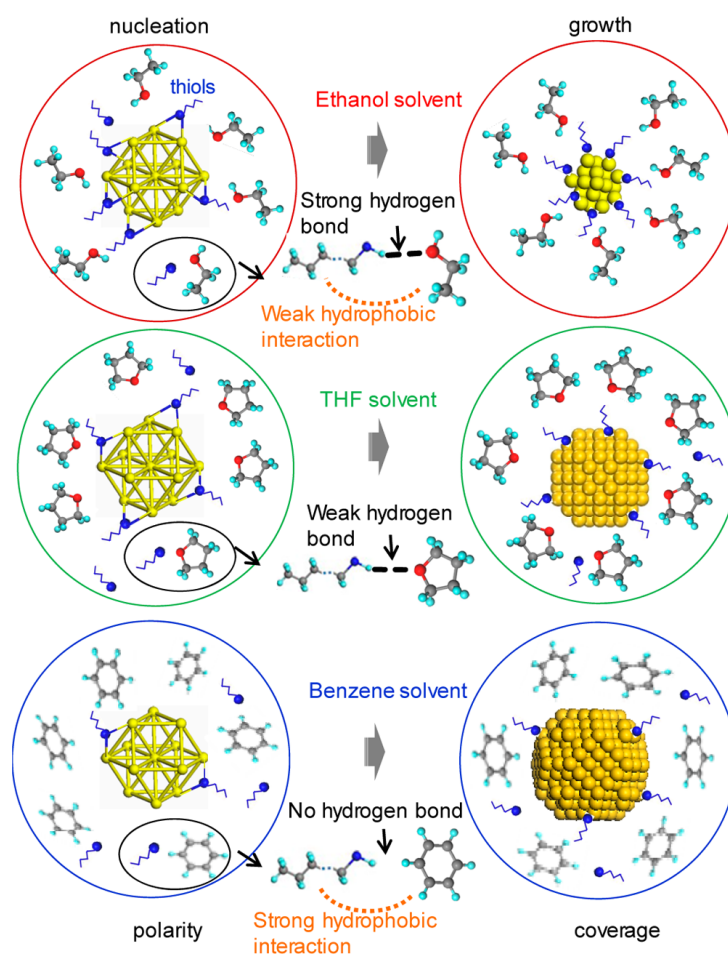 nucleation
growth
thiols
Ethanol solvent
Strong hydrogen
bond
Weak hydrophobic
interaction
THF solvent
Weak hydrogen
bond
Benzene solvent
No hydrogen bond
Strong hydrophobic
interaction
polarity
coverage